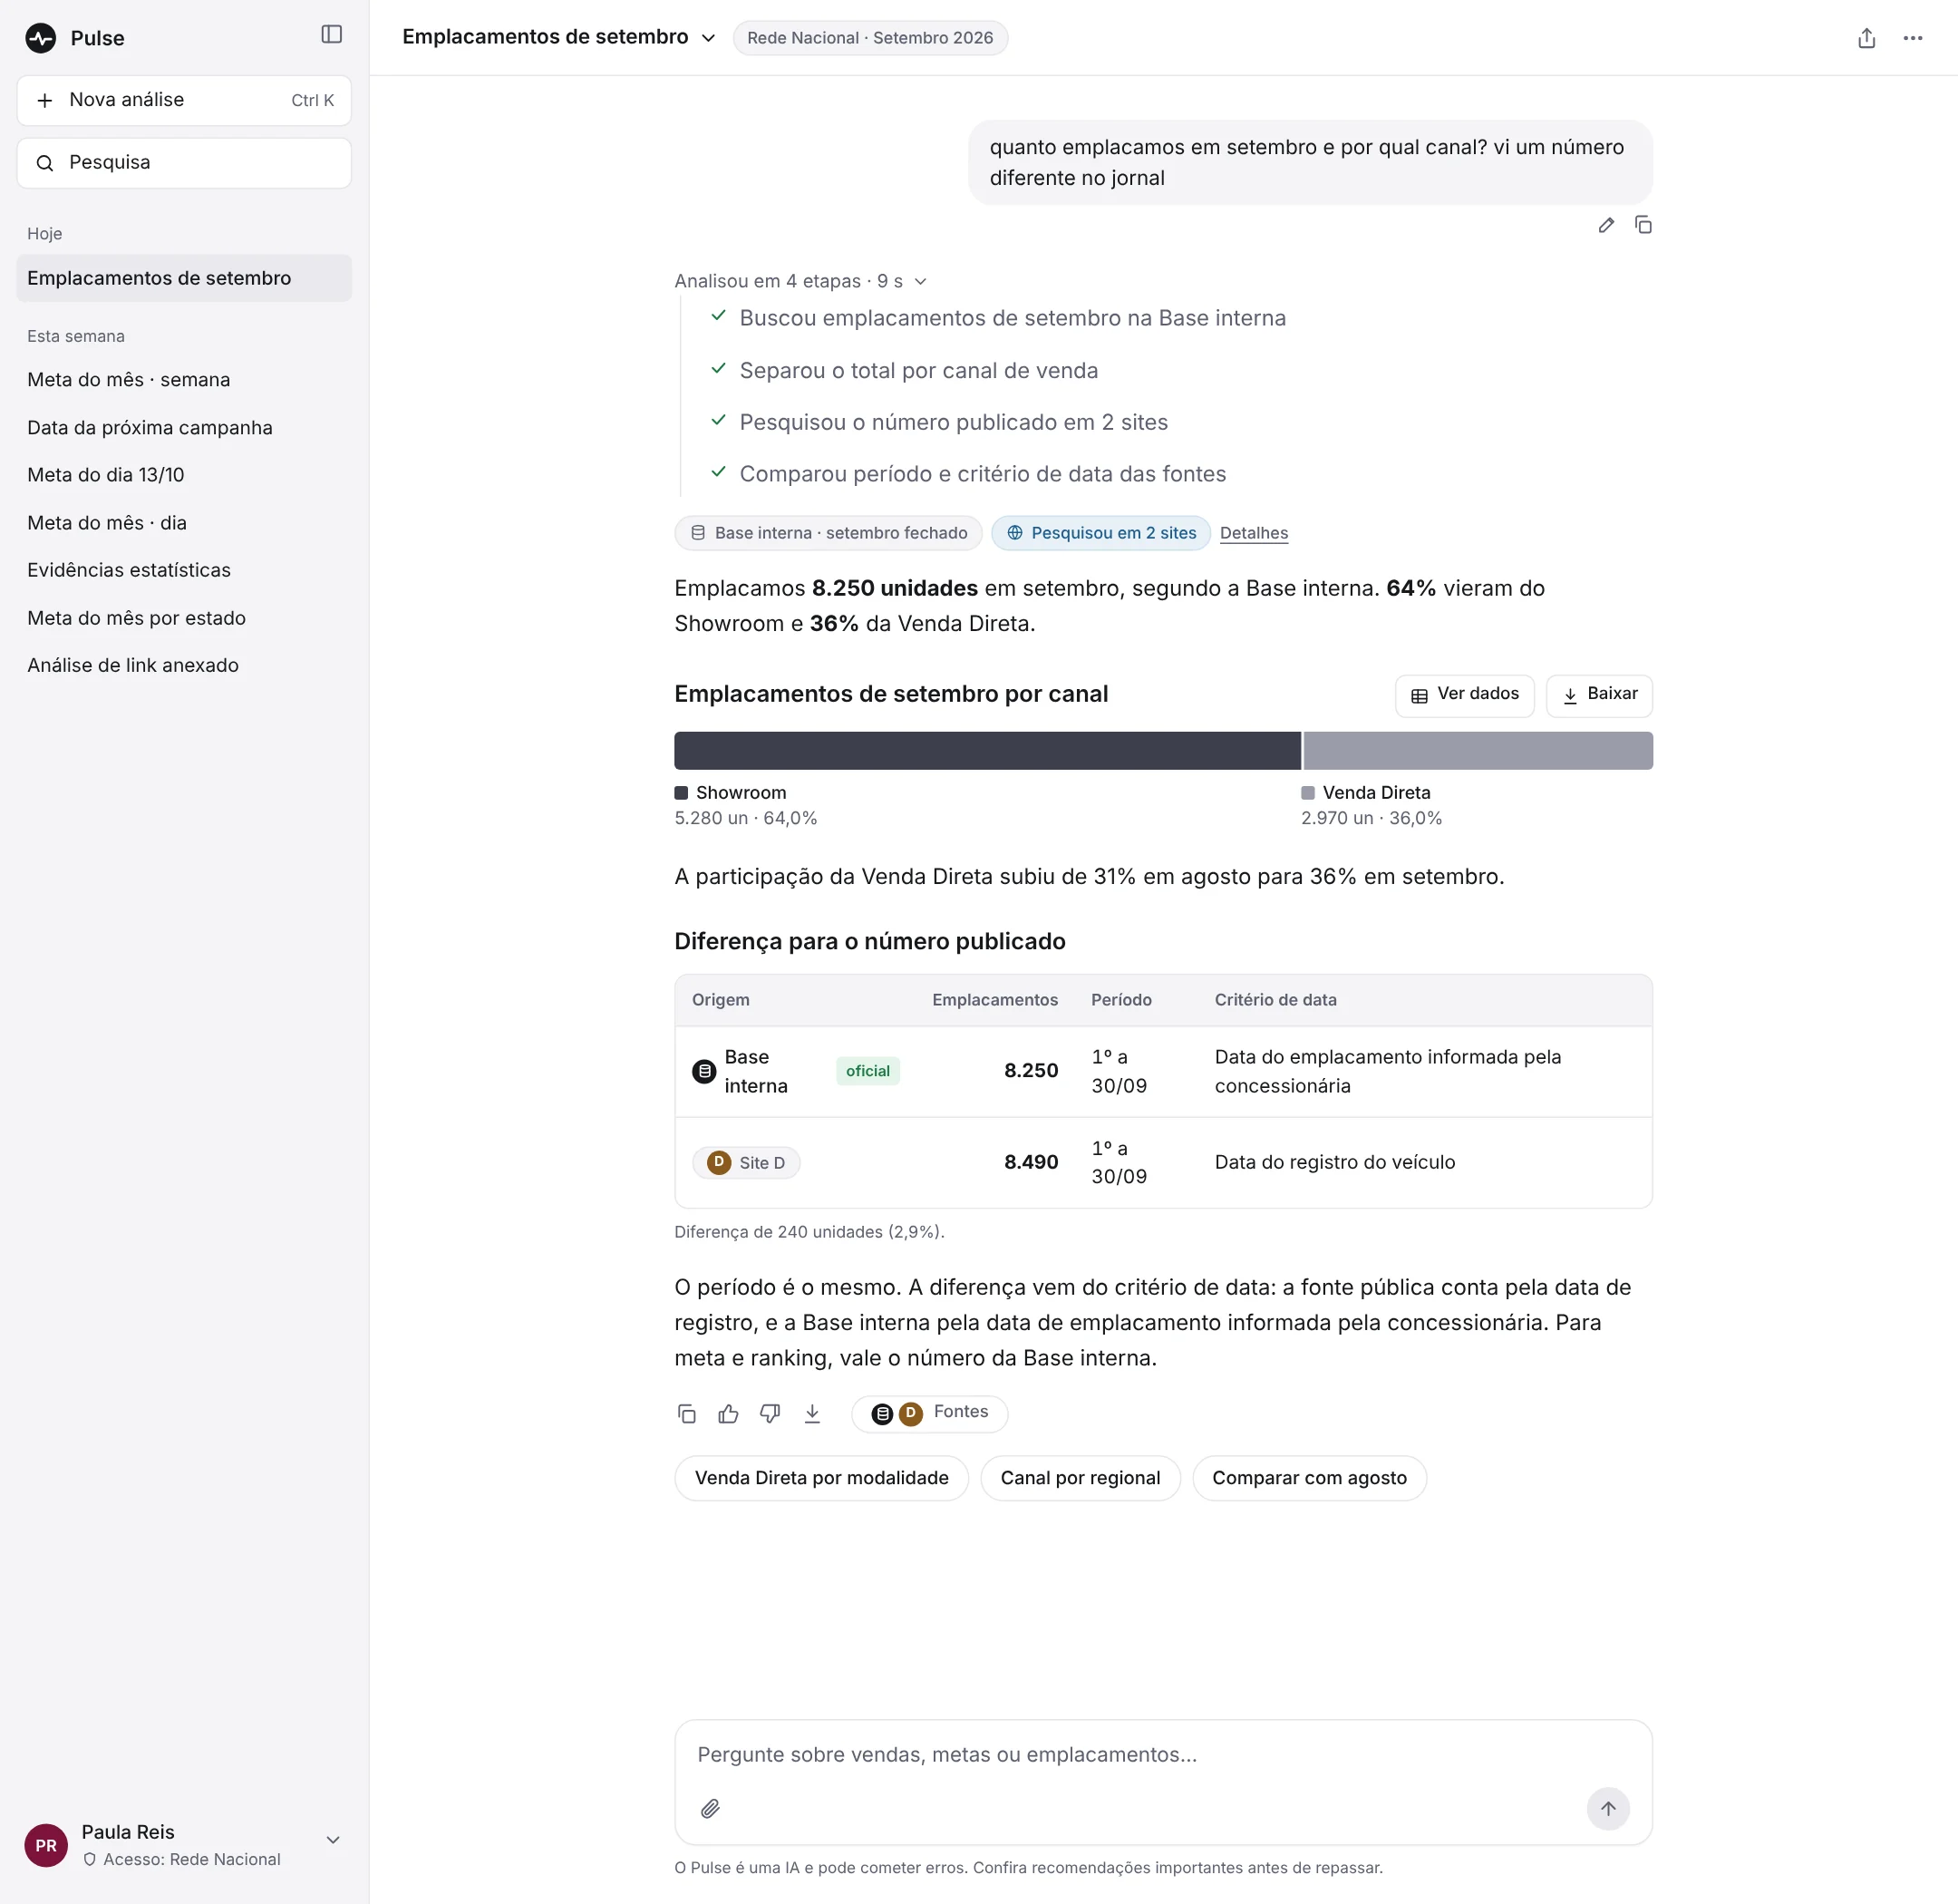 Pulse
Nova análise
Ctrl K
Pesquisa
Hoje
Emplacamentos de setembro
Esta semana
Meta do mês · semana
Data da próxima campanha
Meta do dia 13/10
Meta do mês · dia
Evidências estatísticas
Meta do mês por estado
Análise de link anexado
PR
Paula Reis
Acesso: Rede Nacional
Emplacamentos de setembro
Rede Nacional · Setembro 2026
quanto emplacamos em setembro e por qual canal? vi um número
diferente no jornal
Analisou em 4 etapas · 9 s
Buscou emplacamentos de setembro na Base interna
Separou o total por canal de venda
Pesquisou o número publicado em 2 sites
Comparou período e critério de data das fontes
Base interna · setembro fechado
Pesquisou em 2 sites
Detalhes
Emplacamos 8.250 unidades em setembro, segundo a Base interna. 64% vieram do
Showroom e 36% da Venda Direta.
Emplacamentos de setembro por canal
Ver dados
Baixar
Showroom
5.280 un · 64,0%
Venda Direta
2.970 un · 36,0%
A participação da Venda Direta subiu de 31% em agosto para 36% em setembro.
Diferença para o número publicado
Origem
Emplacamentos
Período
Critério de data
Base
interna
oficial
8.250
1º a
30/09
Data do emplacamento informada pela
concessionária
D
Site D
8.490
1º a
30/09
Data do registro do veículo
Diferença de 240 unidades (2,9%).
O período é o mesmo. A diferença vem do critério de data: a fonte pública conta pela data de
registro, e a Base interna pela data de emplacamento informada pela concessionária. Para
meta e ranking, vale o número da Base interna.
D
Fontes
Venda Direta por modalidade
Canal por regional
Comparar com agosto
Pergunte sobre vendas, metas ou emplacamentos...
O Pulse é uma IA e pode cometer erros. Confira recomendações importantes antes de repassar.